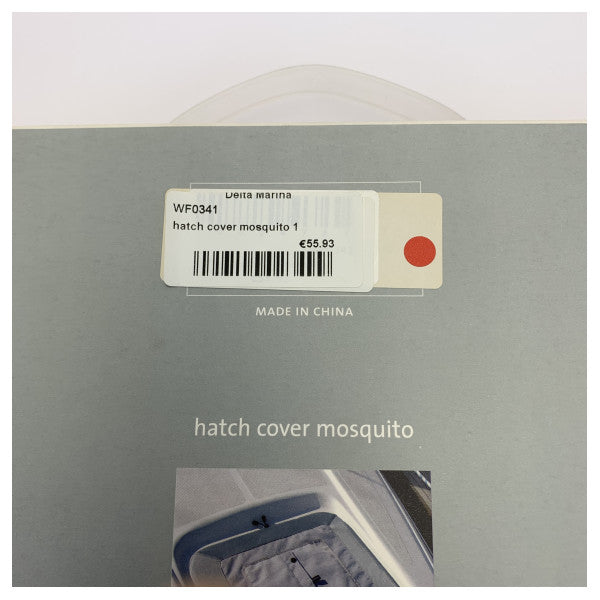 Delta Marina
WF0341
hatch cover mosquito 1
€55.93
MADE IN CHINA
hatch cover mosquito